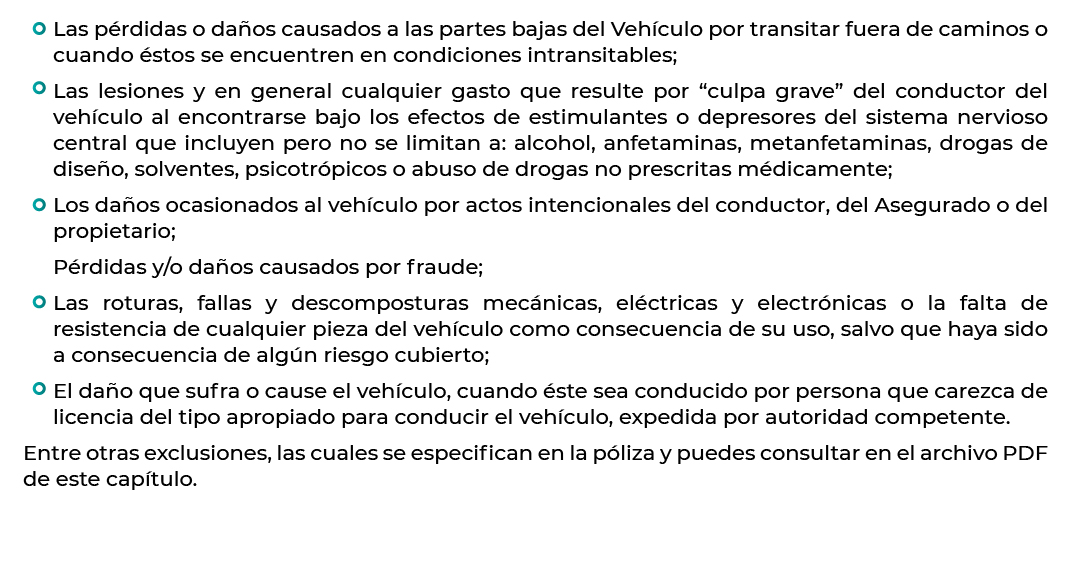 Las pérdidas o daños causados a las partes bajas del Vehículo por transitar fuera de caminos o
cuando éstos se encuentren en condiciones intransitables;
Las lesiones y en general cualquier gasto que resulte por “culpa grave” del conductor del
vehículo al encontrarse bajo los efectos de estimulantes o depresores del sistema nervioso
central que incluyen pero no se limitan a: alcohol, anfetaminas, metanfetaminas, drogas de
diseño, solventes, psicotrópicos o abuso de drogas no prescritas médicamente;
Los daños ocasionados al vehículo por actos intencionales del conductor, del Asegurado o del
propietario;
Pérdidas y/o daños causados por fraude;
Las roturas, fallas y descomposturas mecánicas, eléctricas y electrónicas o la falta de
resistencia de cualquier pieza del vehículo como consecuencia de su uso, salvo que haya sido
a consecuencia de algún riesgo cubierto;
El daño que sufra o cause el vehículo, cuando éste sea conducido por persona que carezca de
licencia del tipo apropiado para conducir el vehículo, expedida por autoridad competente.
Entre otras exclusiones, las cuales se especifican en la póliza y puedes consultar en el archivo PDF
de este capítulo.